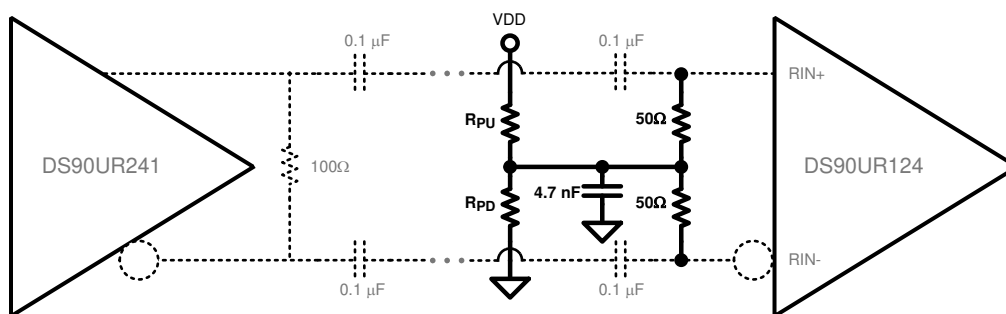 VDD
0.1 μF
0.1 μF
RIN+
RPU
50Ω
DS90UR241
100Ω
DS90UR124
4.7 nF
RPD
50Ω
RIN-
0.1 μF
0.1 μF